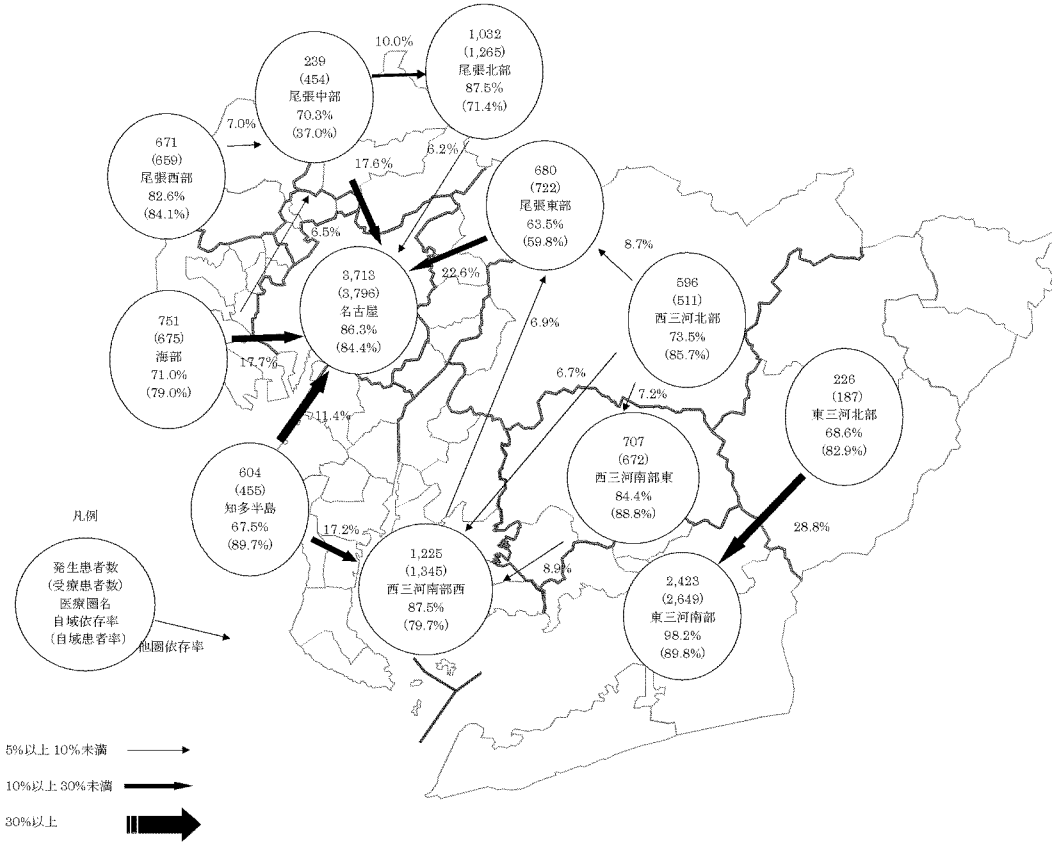 1,032
(1,265)
尾張北部
87.5%
(71.4%)
10.0%
239
(454)
尾張中部
70.3%
(37.0%)
7.0%
671
(659)
尾張西部
82.6%
(84.1%)
17.6%
6.2%
680
(722)
尾張東部
63.5%
(59.8%)
6.5%
22.6%
8.7%
3,713
(3,796)
名古屋
86.3%
(84.4%)
596
(511)
西三河北部
73.5%
(85.7%)
751
(675)
海部
71.0%
(79.0%)
17.7%
6.9%
6.7%
7.2%
226
(187)
東三河北部
68.6%
(82.9%)
11.4%
707
(672)
西三河南部東
84.4%
(88.8%)
604
(455)
知多半島
67.5%
(89.7%)
17.2%
28.8%
凡例
1,225
(1,345)
西三河南部西
87.5%
(79.7%)
8.9%
2,423
(2,649)
東三河南部
98.2%
(89.8%)
発生患者数
(受療患者数)
医療圏名
自域依存率
(自域患者率)
他圏依存率
5%以上 10%未満
10%以上 30%未満
30%以上